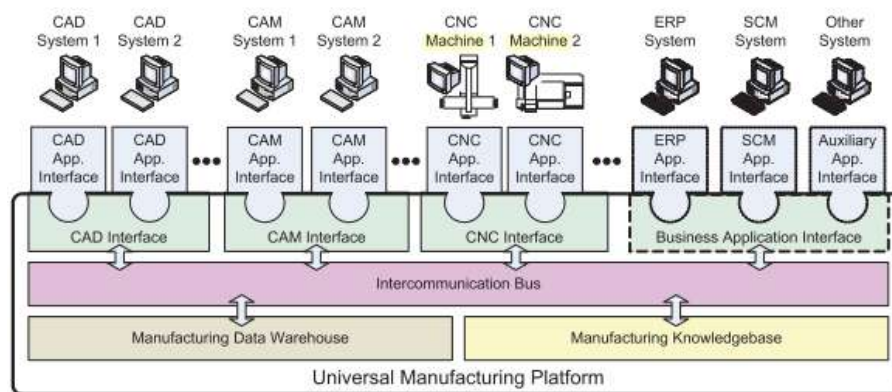 CAD System 1
CAD System 2
CAM System 1
CAM System 2
CNC Machine 1
CNC Machine 2
ERP System
SCM System
Other System
CAD App. Interface
CAD App. Interface
CAM App. Interface
CAM App. Interface
CNC App. Interface
CNC App. Interface
ERP App. Interface
SCM App. Interface
Auxiliary App. Interface
CAD Interface
CAM Interface
CNC Interface
Business Application Interface
Intercommunication Bus
Manufacturing Data Warehouse
Manufacturing Knowledgebase
Universal Manufacturing Platform